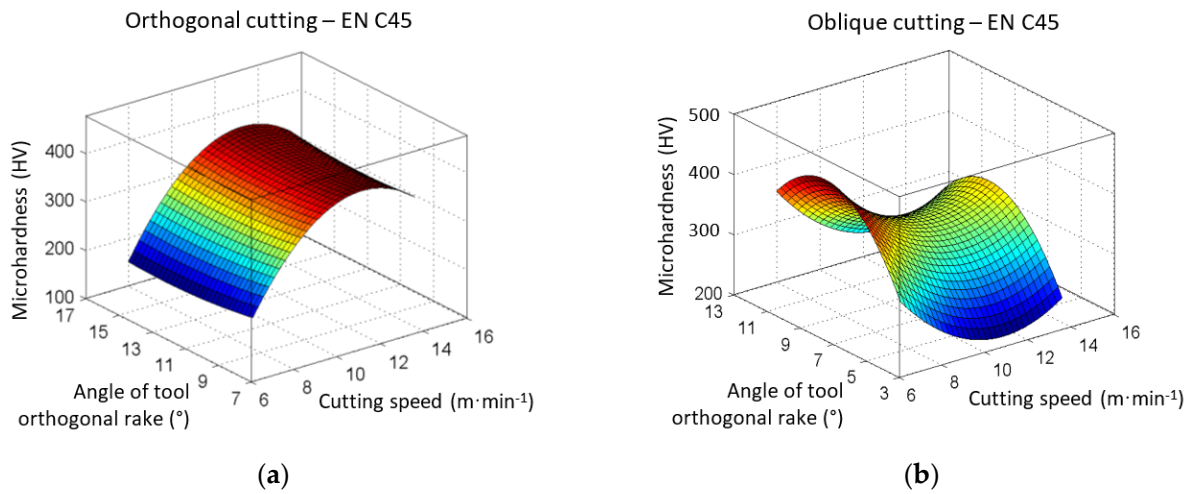 Orthogonal cutting – EN C45
Microhardness (HV)
400
300
200
100
17
15
13
11
9
7
6
8
10
12
14
16
Angle of tool
orthogonal rake (°)
Cutting speed (m·min⁻¹)
(a)
Oblique cutting – EN C45
Microhardness (HV)
500
400
300
200
13
11
9
7
5
3
6
8
10
12
14
16
Angle of tool
orthogonal rake (°)
Cutting speed (m·min⁻¹)
(b)